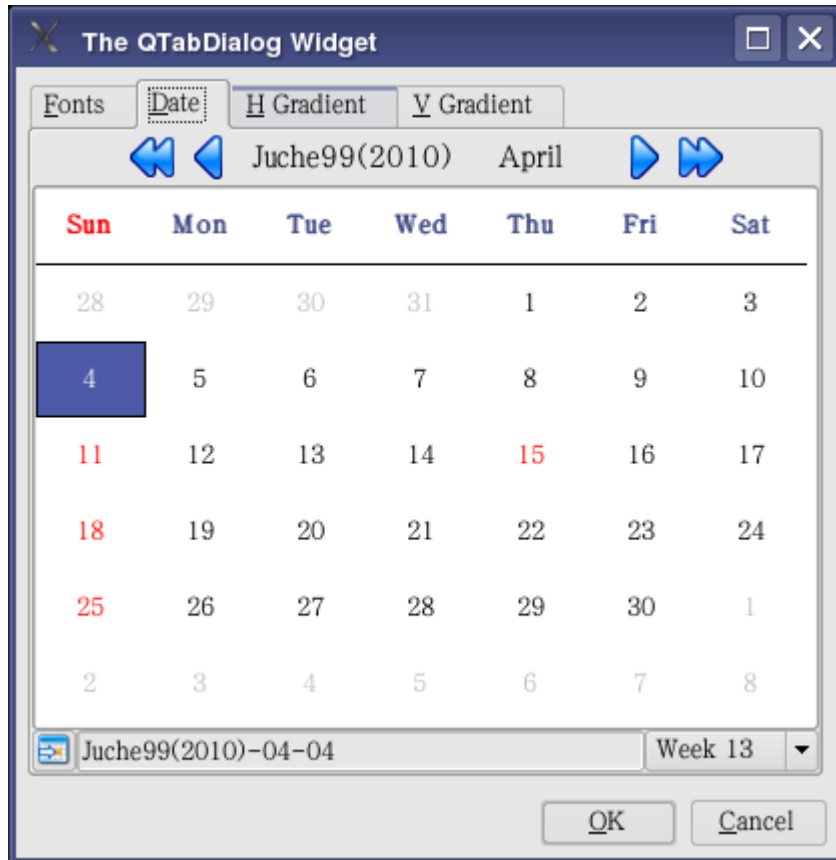 The QTabDialog Widget
Fonts Date H Gradient V Gradient
Juche99(2010) April
Sun Mon Tue Wed Thu Fri Sat
28 29 30 31 1 2 3
4 5 6 7 8 9 10
11 12 13 14 15 16 17
18 19 20 21 22 23 24
25 26 27 28 29 30 1
2 3 4 5 6 7 8
Juche99(2010)-04-04 Week 13
OK Cancel